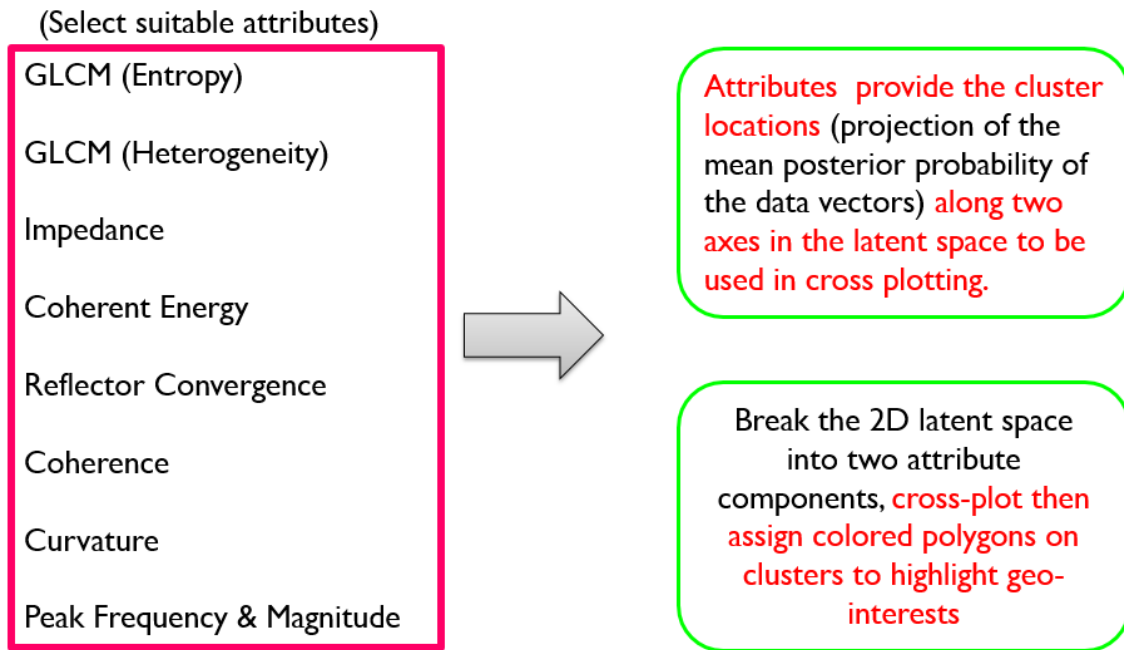 (Select suitable attributes)
GLCM (Entropy)
GLCM (Heterogeneity)
Impedance
Coherent Energy
Reflector Convergence
Coherence
Curvature
Peak Frequency & Magnitude
Attributes  provide the cluster
locations (projection of the
mean posterior probability of
the data vectors) along two
axes in the latent space to be
used in cross plotting.
Break the 2D latent space
into two attribute
components, cross-plot then
assign colored polygons on
clusters to highlight geo-
interests